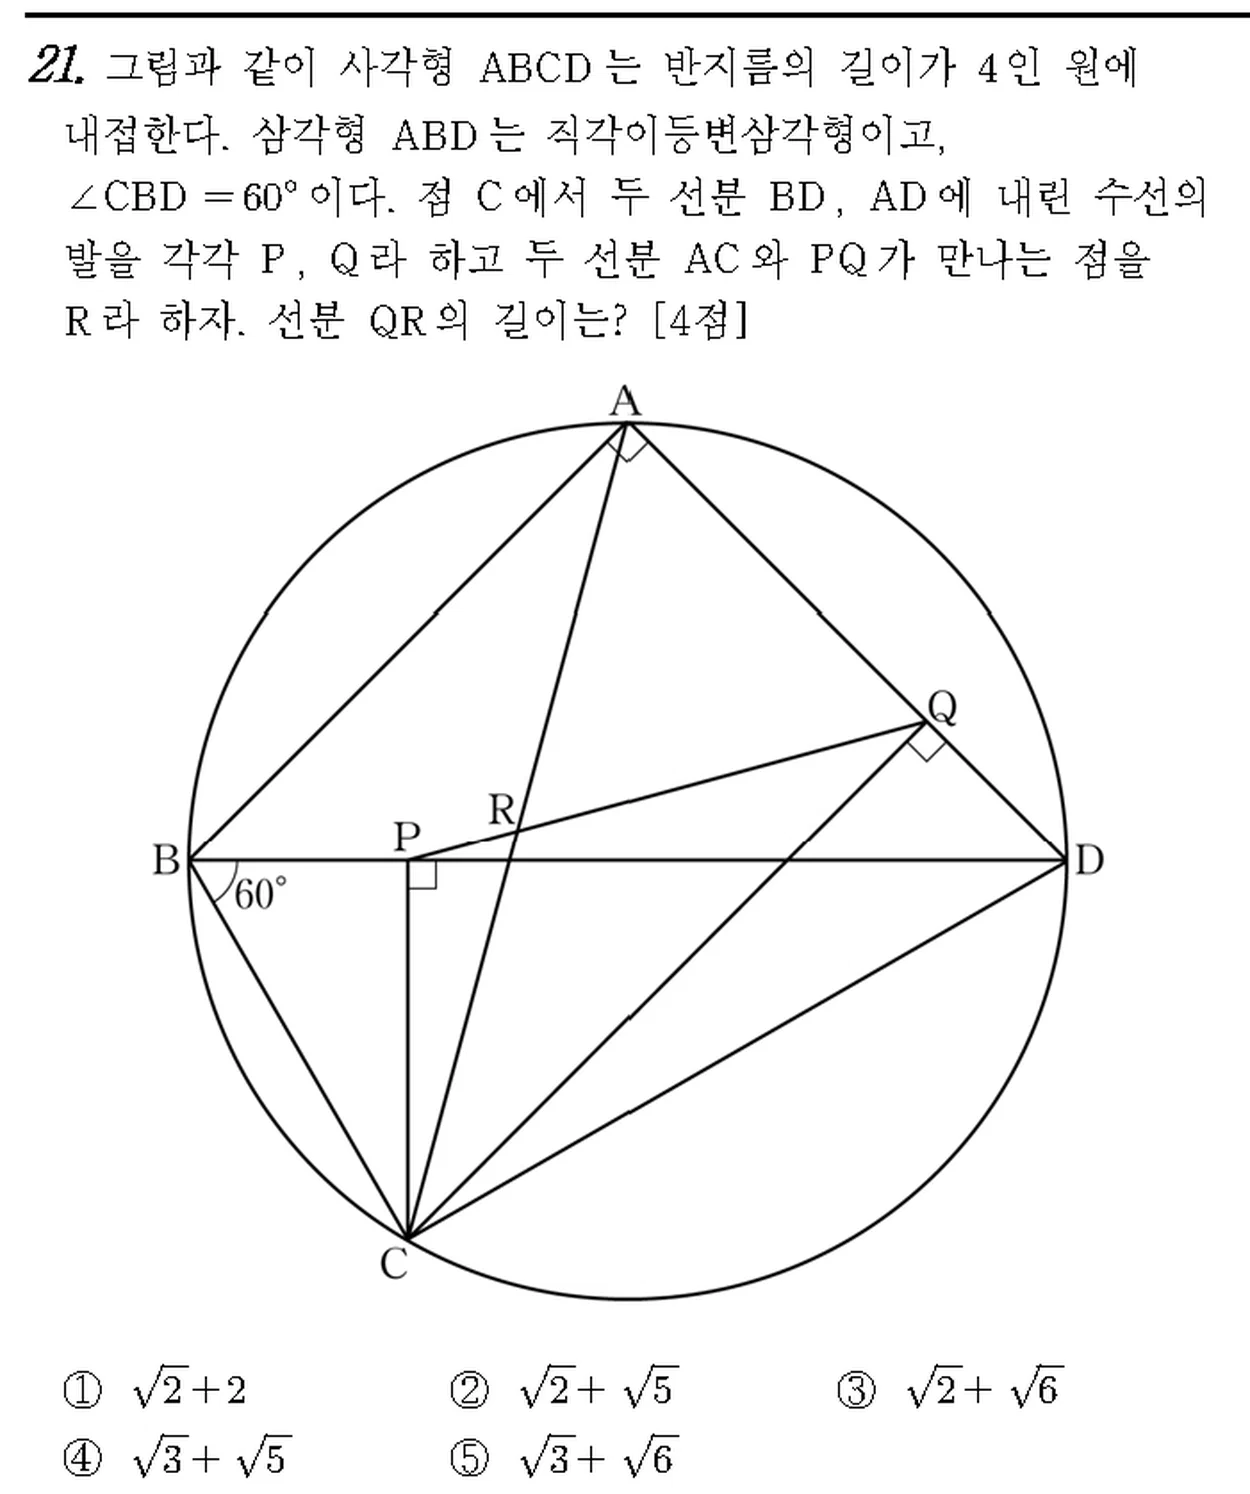 21. 그림과 같이 사각형 ABCD는 반지름의 길이가 4인 원에
내접한다. 삼각형 ABD는 직각이등변삼각형이고,
∠CBD = 60°이다. 점 C에서 두 선분 BD, AD에 내린 수선의
발을 각각 P, Q라 하고 두 선분 AC와 PQ가 만나는 점을
R라 하자. 선분 QR의 길이는? [4점]
A
Q
R
P
B
D
60°
C
① √2+2 ② √2+ √5 ③ √2+ √6
④ √3+ √5 ⑤ √3+ √6